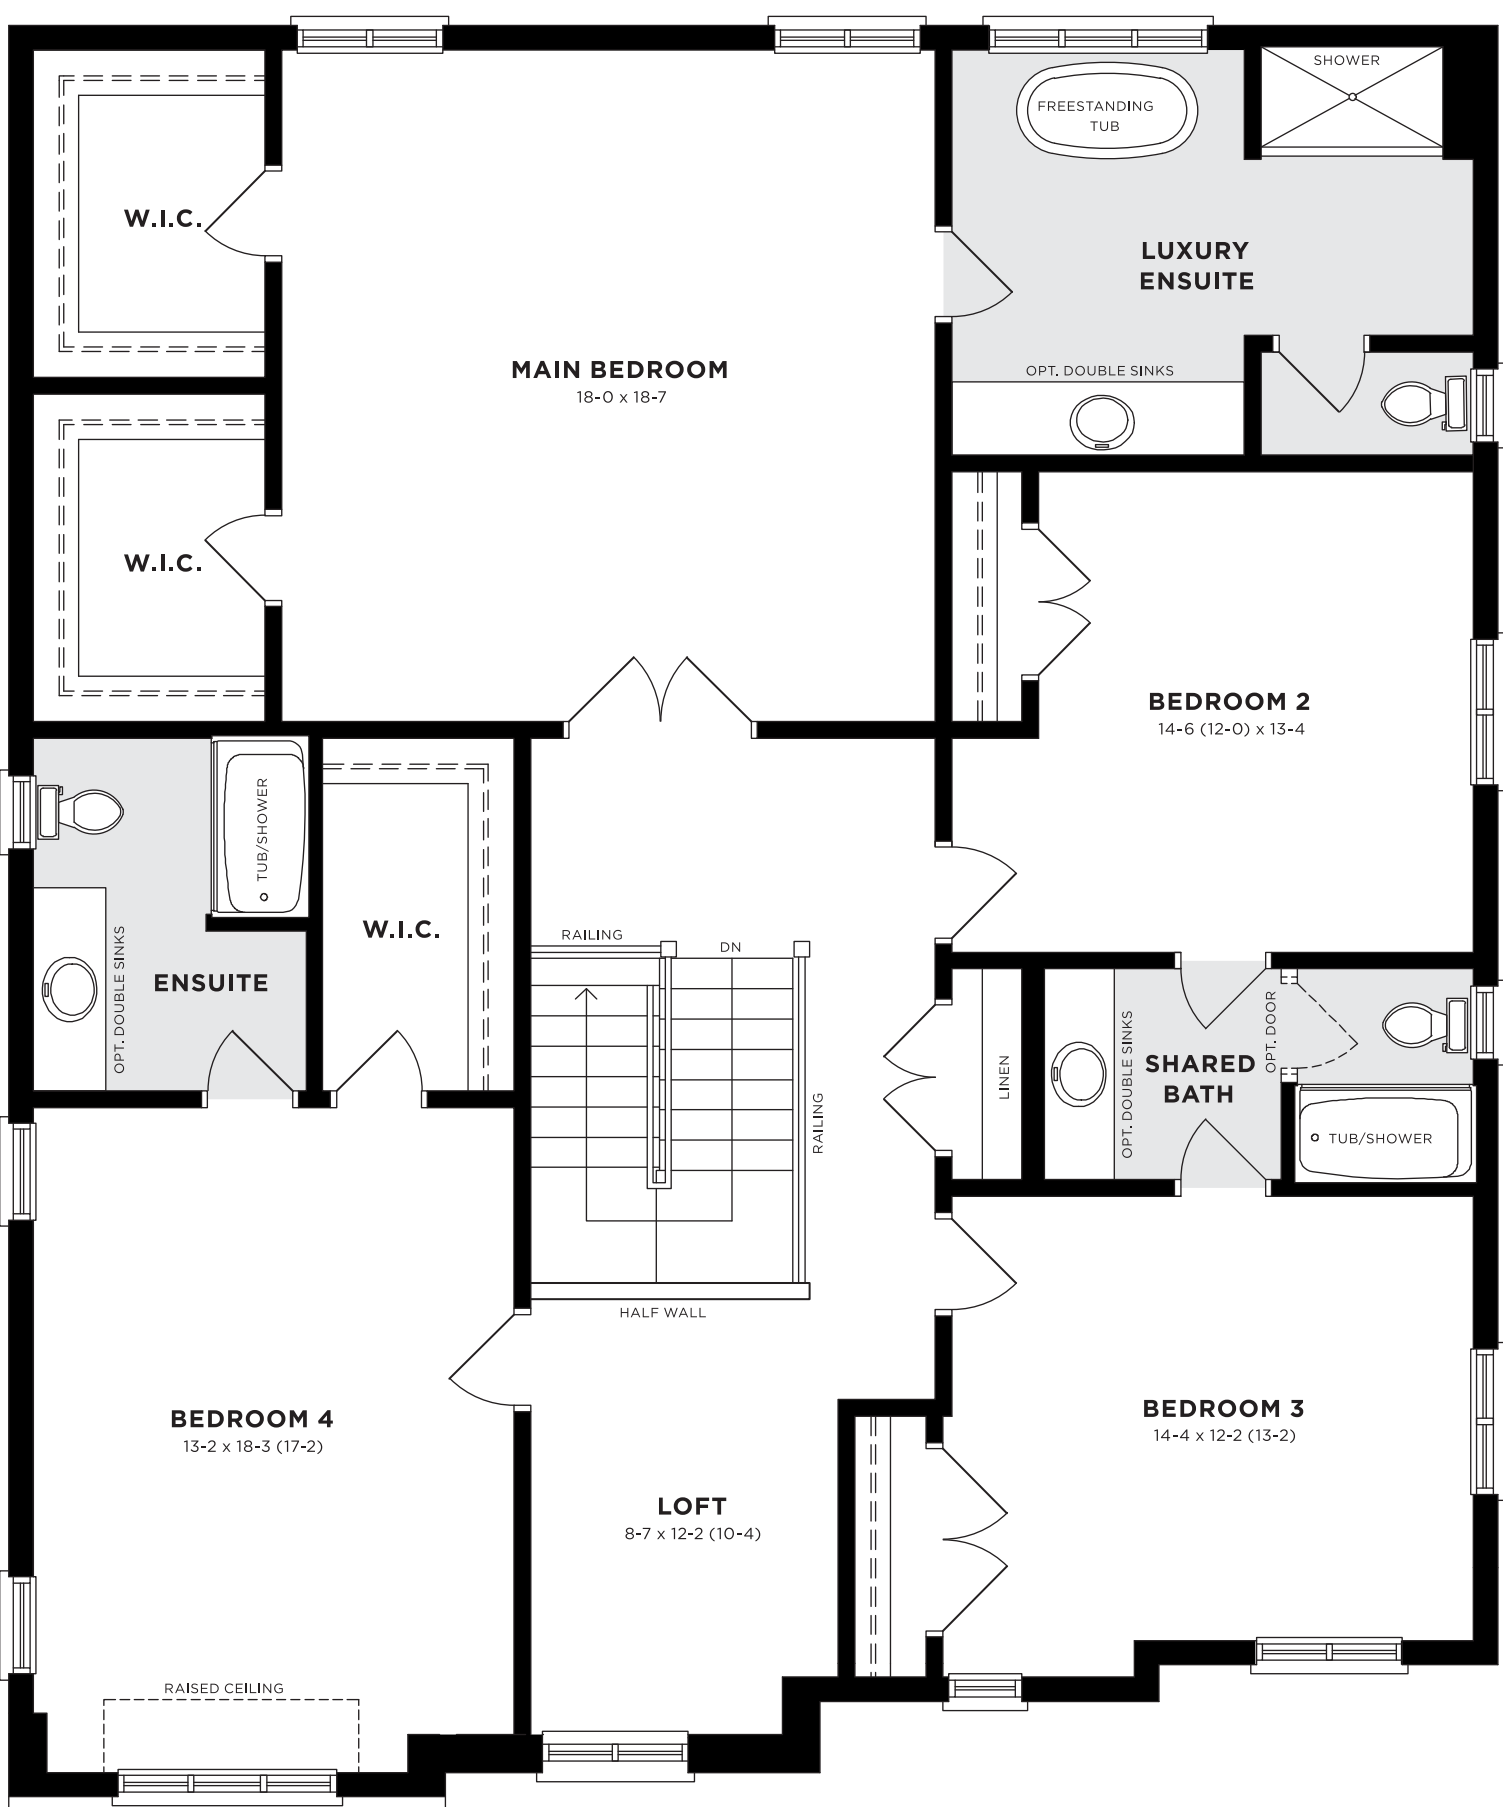 SHOWER
FREESTANDING
TUB
W.I.C.
LUXURY
ENSUITE
MAIN BEDROOM
18-0 x 18-7
OPT. DOUBLE SINKS
W.I.C.
BEDROOM 2
14-6 (12-0) x 13-4
TUB/SHOWER
W.I.C.
RAILING
DN
ENSUITE
OPT. DOUBLE SINKS
OPT. DOOR
SHARED
BATH
LINEN
OPT. DOUBLE SINKS
RAILING
TUB/SHOWER
HALF WALL
BEDROOM 4
13-2 x 18-3 (17-2)
BEDROOM 3
14-4 x 12-2 (13-2)
LOFT
8-7 x 12-2 (10-4)
RAISED CEILING